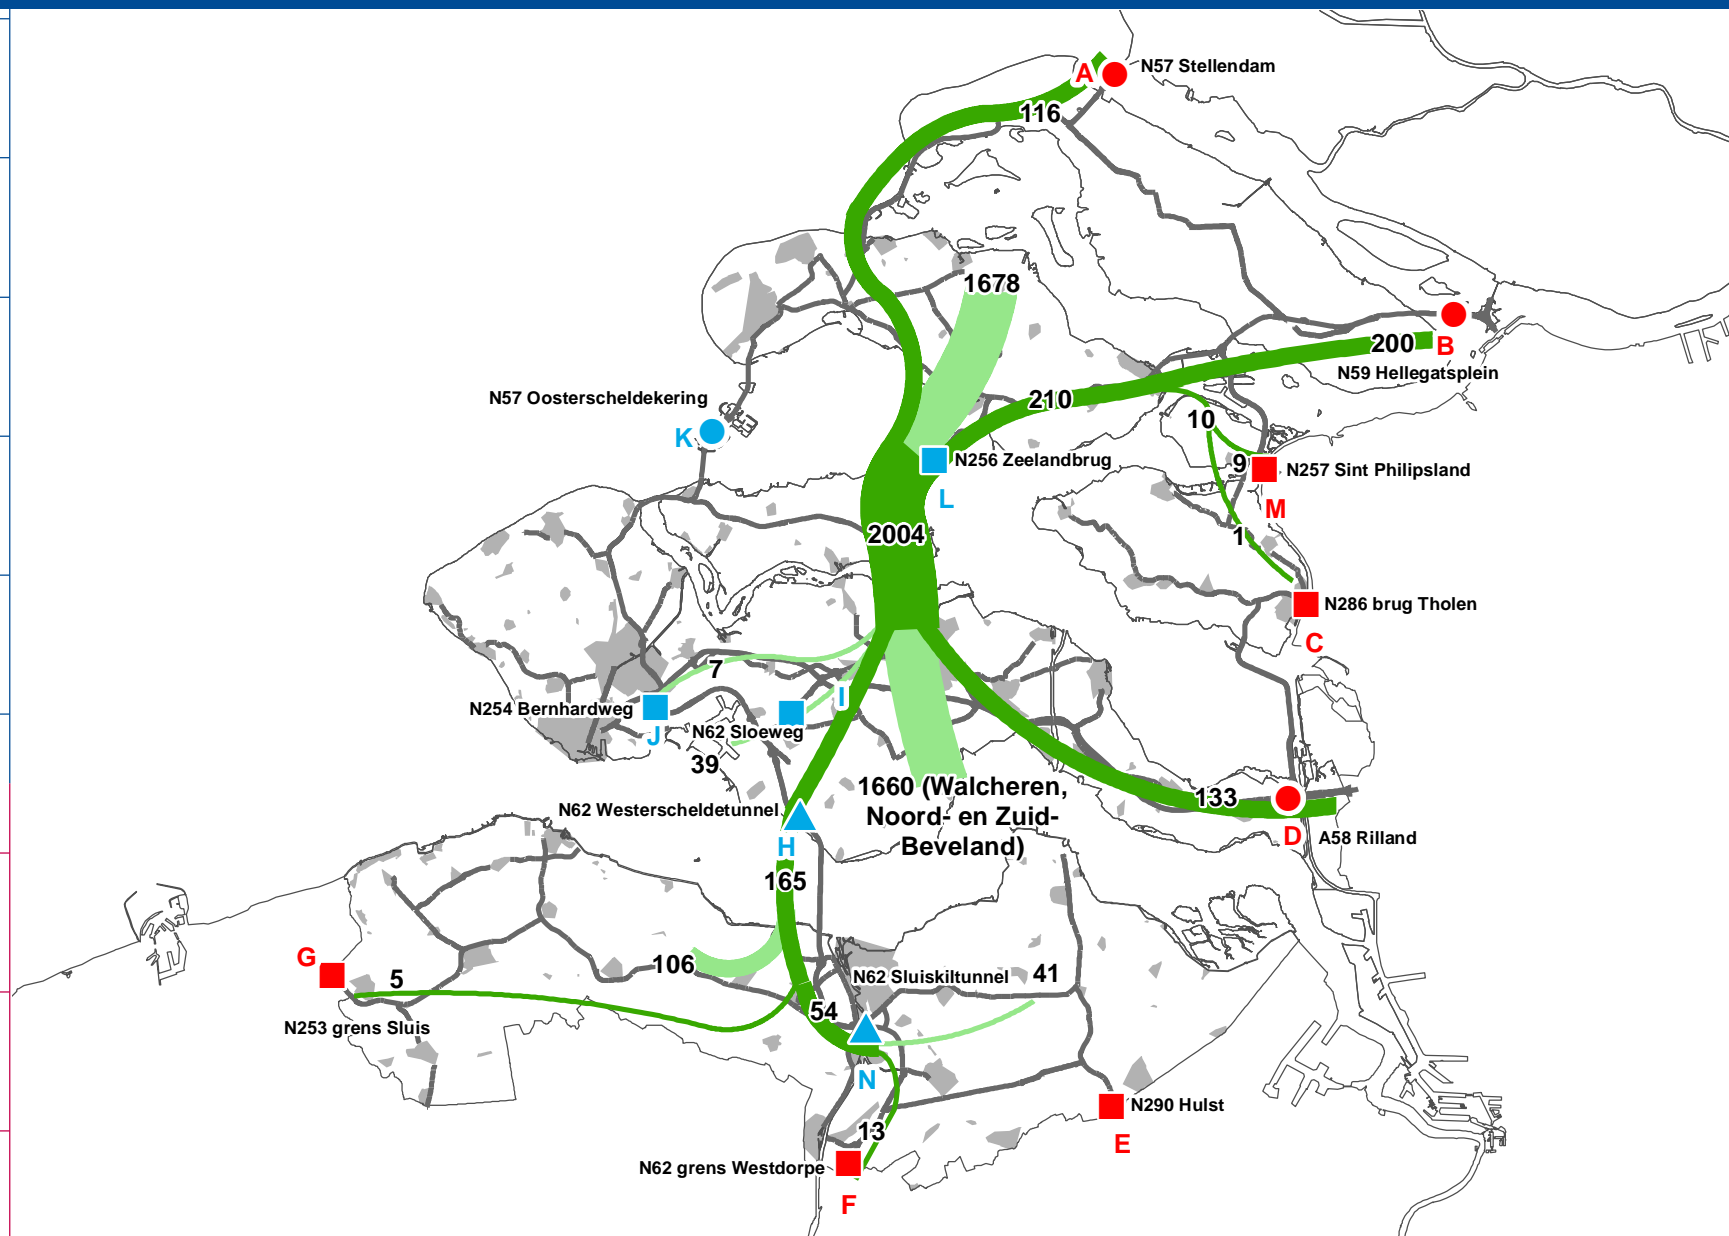 A
N57 Stellendam
116
1678
200
B
N59 Hellegatsplein
N57 Oosterscheldekering
K
210
10
N256 Zeelandbrug
L
9
N257 Sint Philipsland
M
2004
1
N286 brug Tholen
C
7
I
N254 Bernhardweg
J
N62 Sloeweg
39
1660 (Walcheren,
Noord- en Zuid-
Beveland)
133
D
A58 Rilland
N62 Westerscheldetunnel
H
165
G
5
106
N62 Sluiskiltunnel
41
54
N253 grens Sluis
N
N290 Hulst
E
13
N62 grens Westdorpe
F